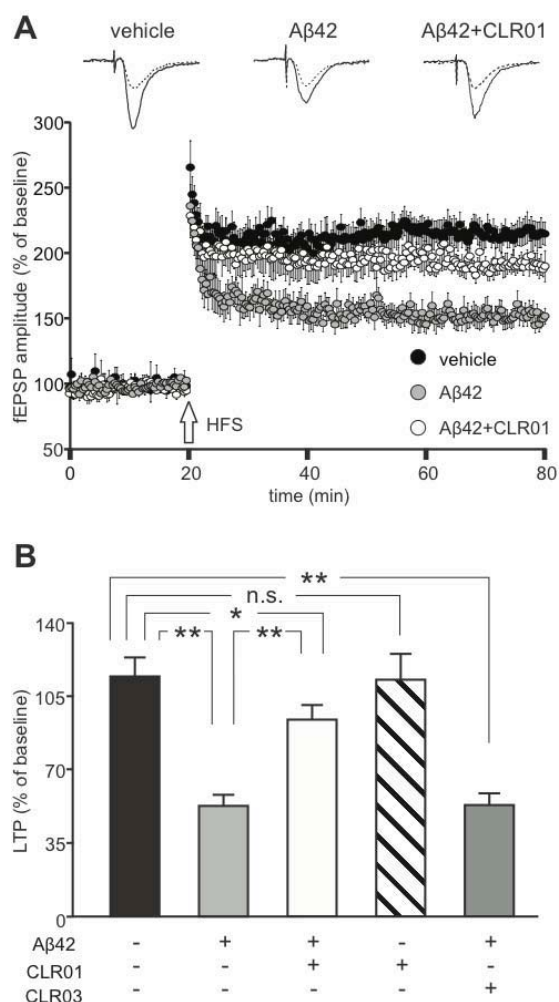 A
vehicle Aβ42 Aβ42+CLR01
300
250
200
150
100
50
fEPSP amplitude (% of baseline)
vehicle
Aβ42
Aβ42+CLR01
HFS
0 20 40 60 80
time (min)
B
**
n.s.
*
** **
140
105
70
35
0
LTP (% of baseline)
Aβ42 - + + - +
CLR01 - - + + -
CLR03 - - - - +